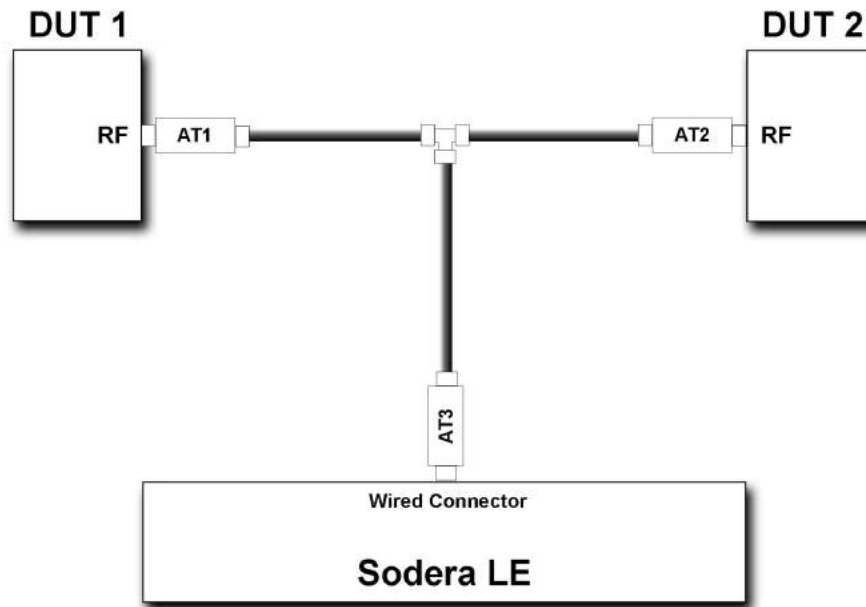 DUT 1
DUT 2
RF
AT1
AT2
RF
AT3
Wired Connector
Sodera LE